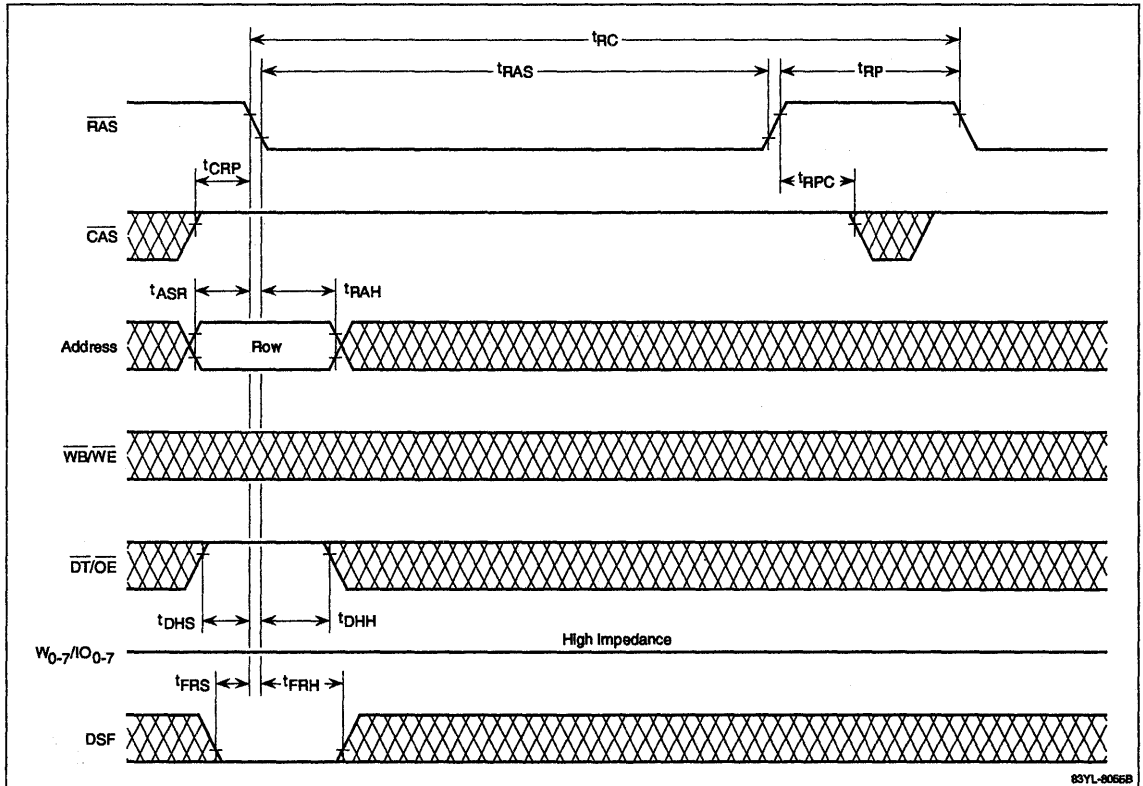 tRC
tRAS
tRP
RAS
tCRP
tRPC
CAS
tASR
tRAH
Address
Row
WB/WE
DT/OE
tDHS
tDHH
High Impedance
W0-7/IO0-7
tFRS
tFRH
DSF
83YL-8055B